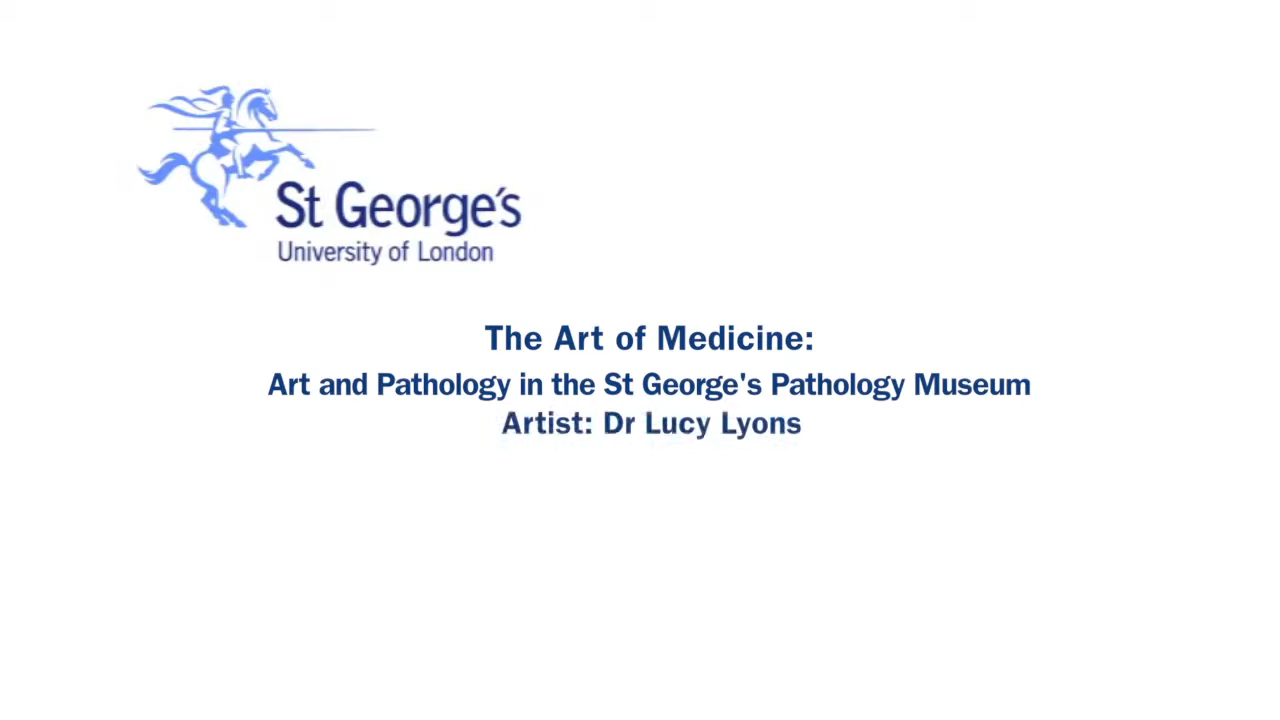 St George's
University of London
The Art of Medicine:
Art and Pathology in the St George's Pathology Museum
Artist: Dr Lucy Lyons